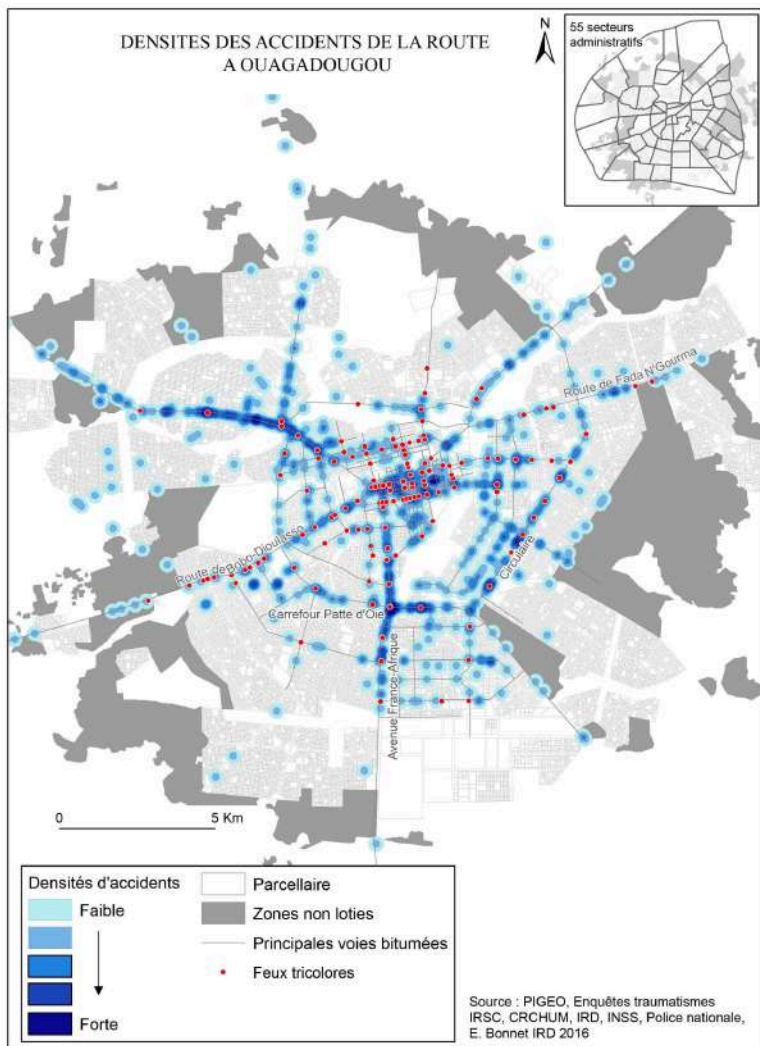 DENSITES DES ACCIDENTS DE LA ROUTE
A OUAGADOUGOU
N
55 secteurs
administratifs
Route de Fada N'Gourma
Route de Bobo-Dioulasso
Circulaire
Carrefour Patte d'Oie
Avenue France-Afrique
0 5 Km
Densités d'accidents
Faible
Forte
Parcellaire
Zones non loties
Principales voies bitumées
Feux tricolores
Source : PIGEO, Enquêtes traumatismes
IRSC, CRCHUM, IRD, INSS, Police nationale,
E. Bonnet IRD 2016